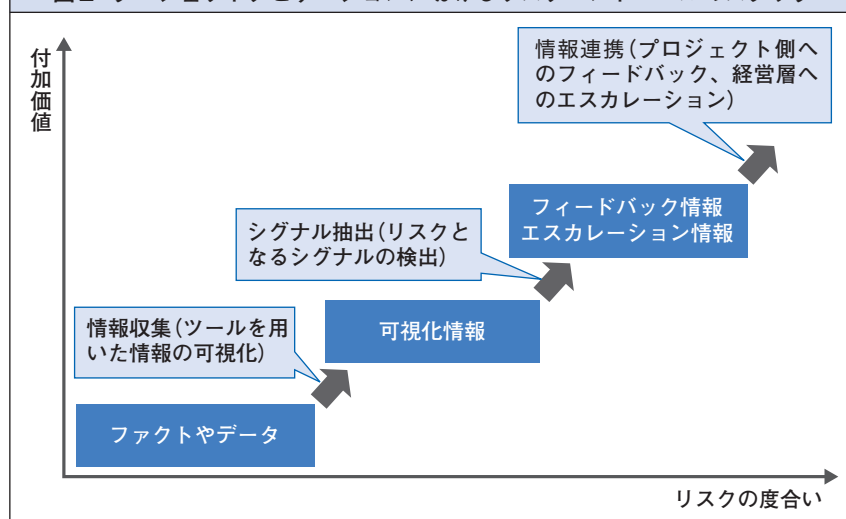 付加価値
情報連携(プロジェクト側へ
のフィードバック、経営層へ
のエスカレーション)
フィードバック情報
エスカレーション情報
シグナル抽出(リスクと
なるシグナルの検出)
可視化情報
情報収集(ツールを用
いた情報の可視化)
ファクトやデータ
リスクの度合い